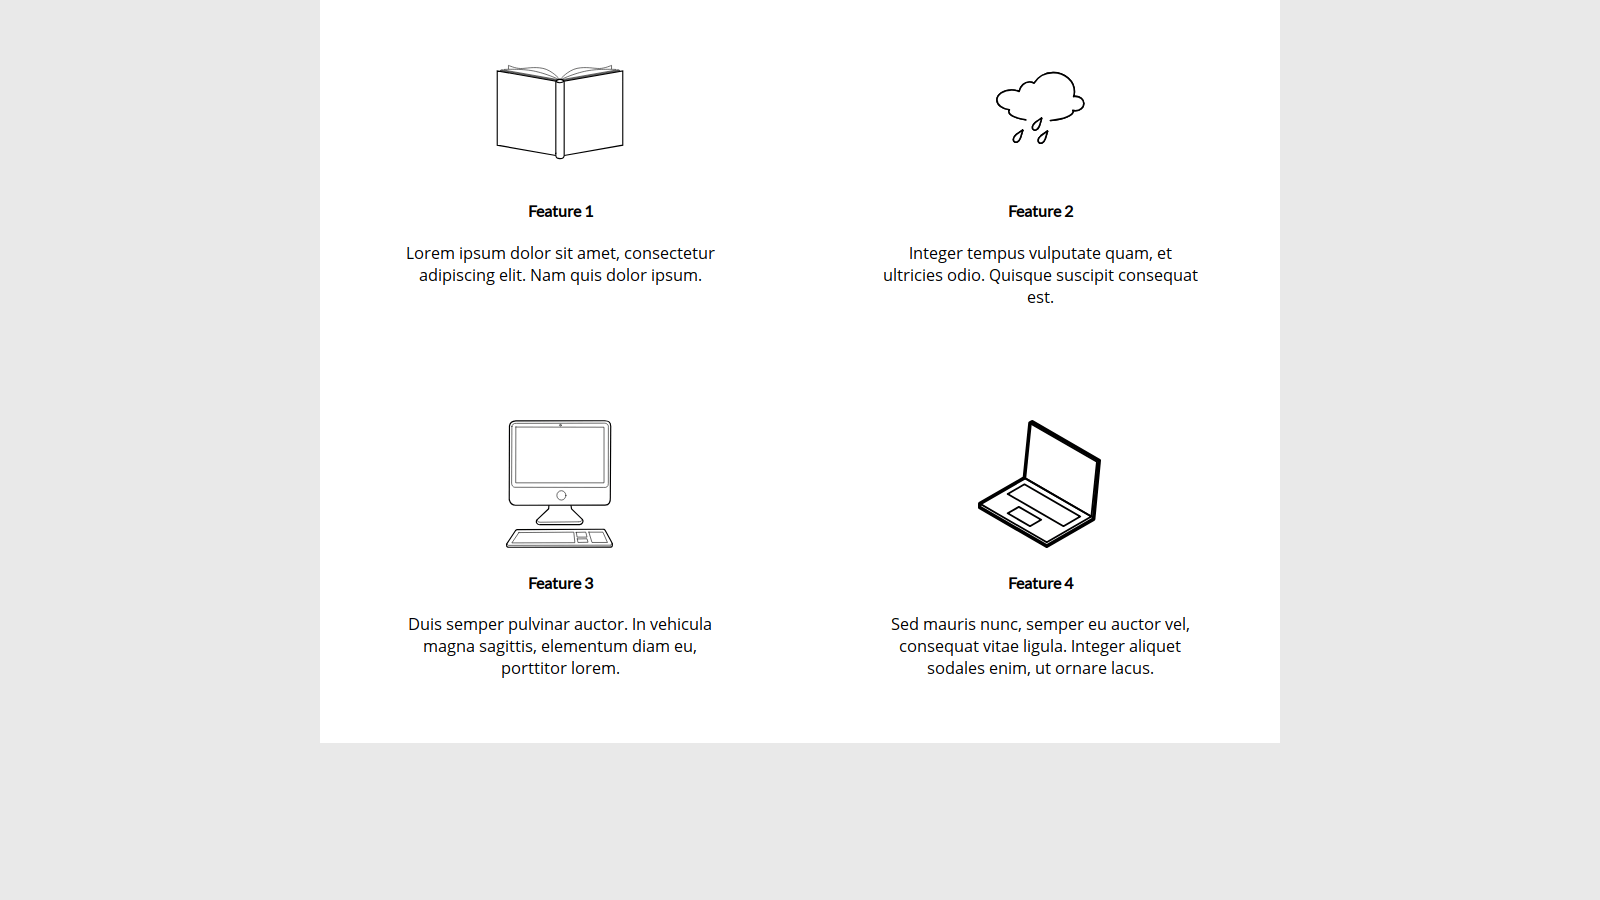 Feature 1
Lorem ipsum dolor sit amet, consectetur
adipiscing elit. Nam quis dolor ipsum.
Feature 2
Integer tempus vulputate quam, et
ultricies odio. Quisque suscipit consequat
est.
Feature 3
Duis semper pulvinar auctor. In vehicula
magna sagittis, elementum diam eu,
porttitor lorem.
Feature 4
Sed mauris nunc, semper eu auctor vel,
consequat vitae ligula. Integer aliquet
sodales enim, ut ornare lacus.